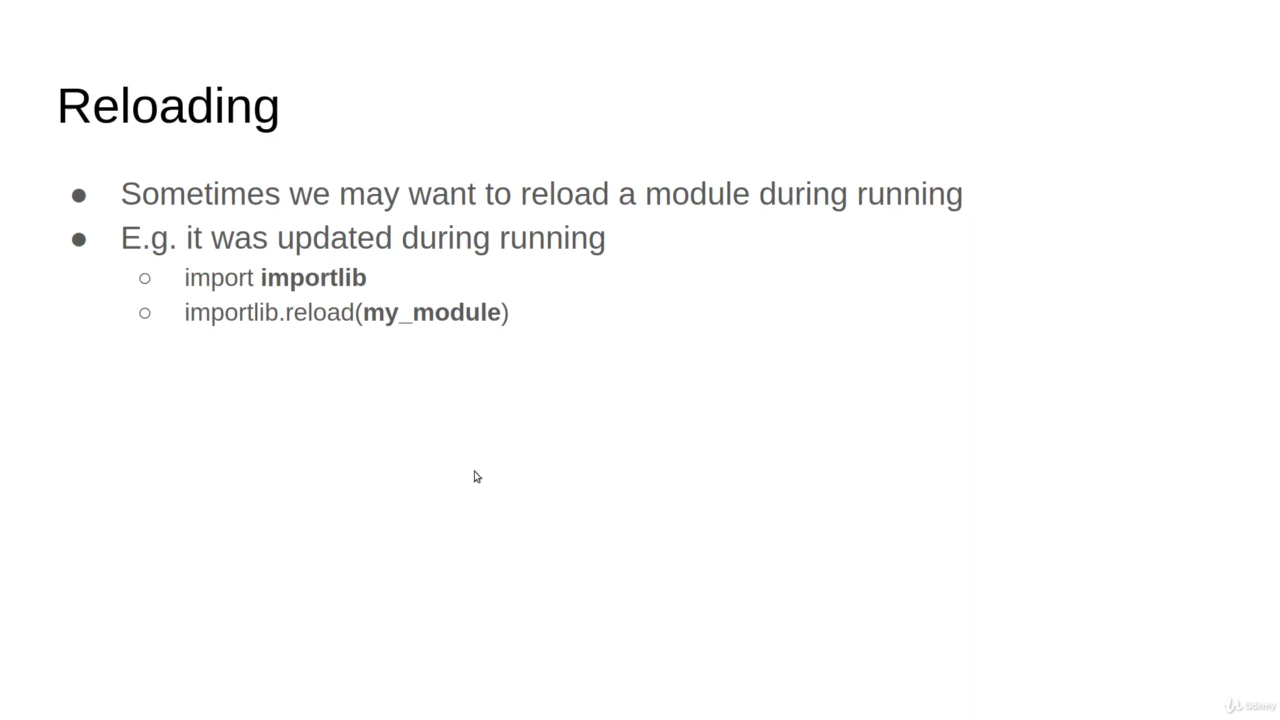 Reloading
● Sometimes we may want to reload a module during running
● E.g. it was updated during running
○ import importlib
○ importlib.reload(my_module)
Udemy